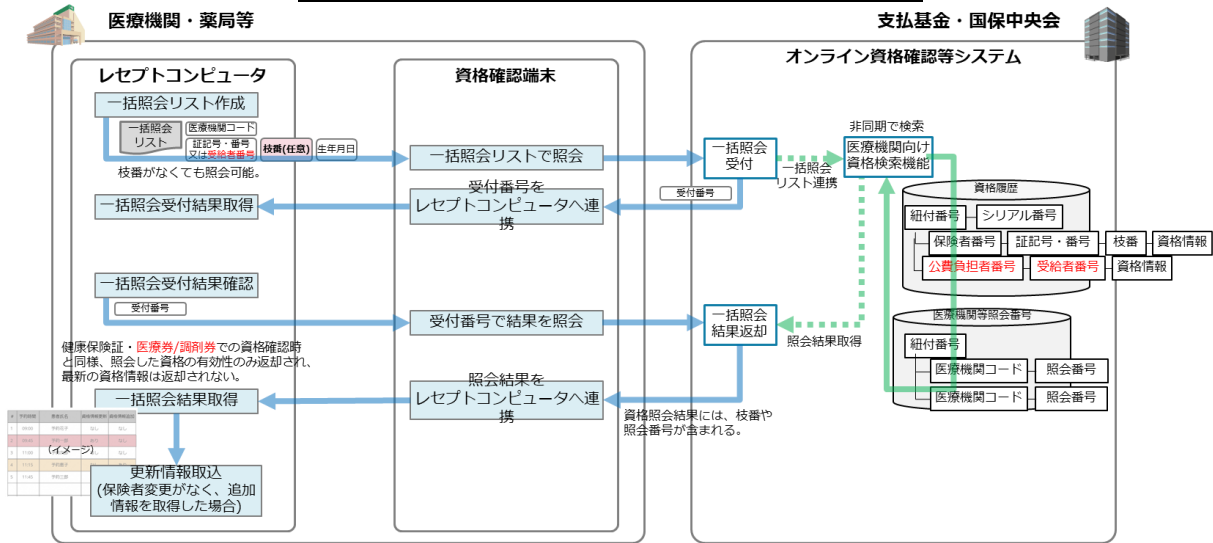 医療機関・薬局等
支払基金・国保中央会
オンライン資格確認等システム
レセプトコンピュータ
資格確認端末
一括照会リスト作成
一括照会
リスト
医療機関コード
証記号・番号
又は受給者番号
枝番(任意)
生年月日
枝番がなくても照会可能。
一括照会リストで照会
一括照会
受付
一括照会
リスト連携
非同期で検索
医療機関向け
資格検索機能
受付番号
受付番号を
レセプトコンピュータへ連
携
一括照会受付結果取得
資格履歴
紐付番号
シリアル番号
保険者番号
証記号・番号
枝番
資格情報
公費負担者番号
受給者番号
資格情報
一括照会受付結果確認
受付番号
受付番号で結果を照会
一括照会
結果返却
照会結果取得
医療機関等照会番号
紐付番号
医療機関コード
照会番号
医療機関コード
照会番号
健康保険証・医療券/調剤券での資格確認時
と同様、照会した資格の有効性のみ返却され、
最新の資格情報は返却されない。
照会結果を
レセプトコンピュータへ連
携
一括照会結果取得
資格照会結果には、枝番や
照会番号が含まれる。
(イメージ)
更新情報取込
(保険者変更がなく、追加
情報を取得した場合)